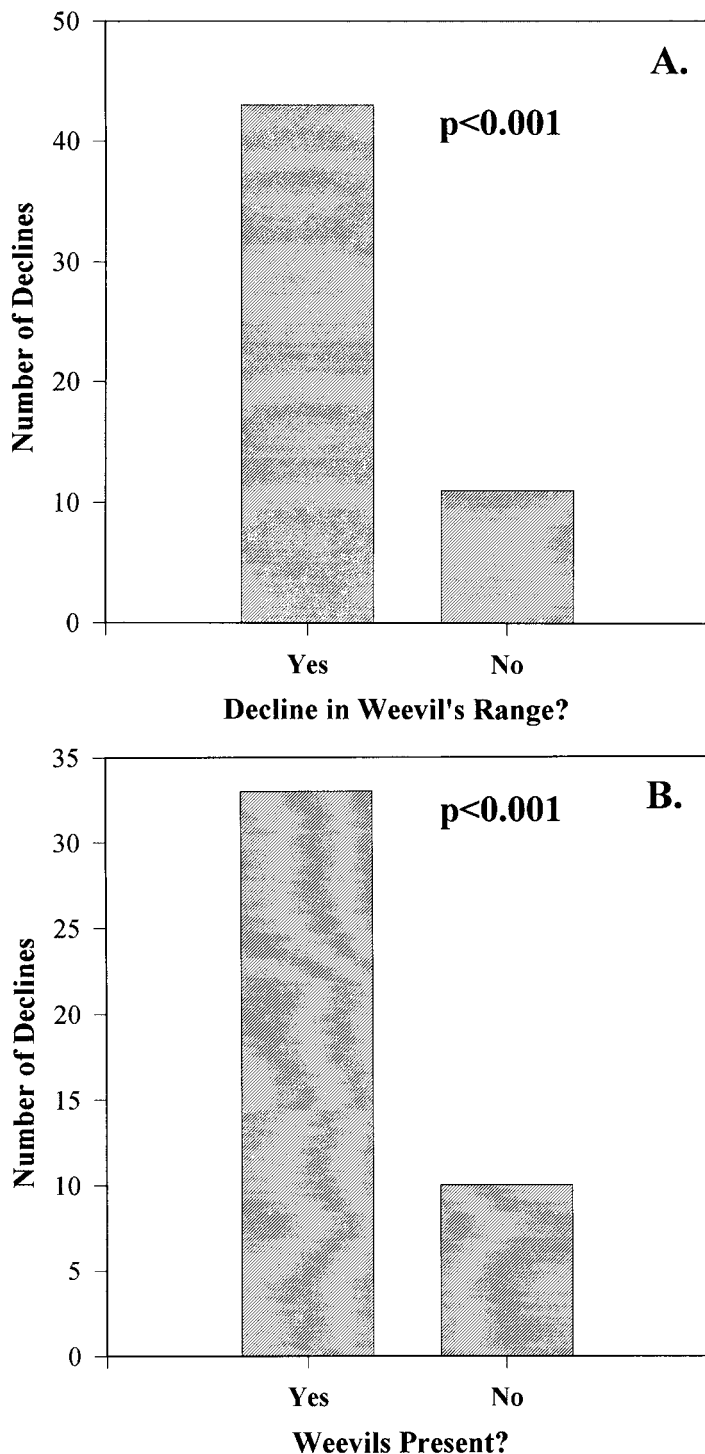 A.
p<0.001
50
40
30
20
10
0
Number of Declines
Yes No
Decline in Weevil's Range?
B.
p<0.001
35
30
25
20
15
10
5
0
Number of Declines
Yes No
Weevils Present?